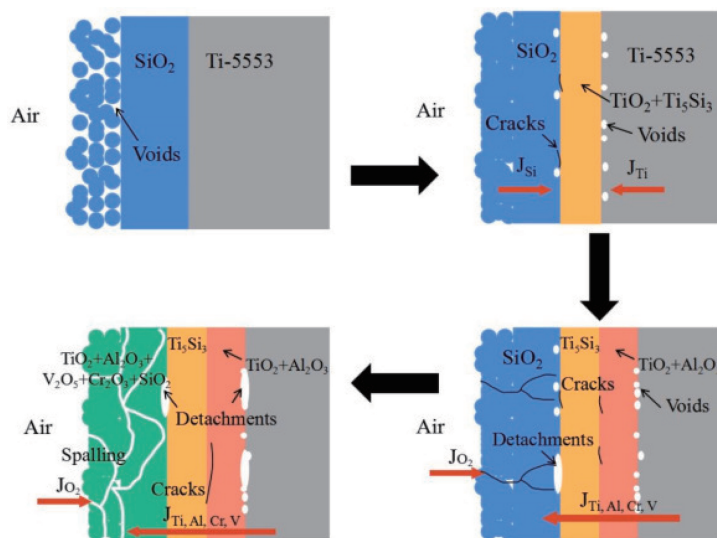 SiO2
Ti-5553
Air
Voids
SiO2
Ti-5553
Air
TiO2+Ti5Si3
Cracks
Voids
JSi
JTi
TiO2+Al2O3+
V2O5+Cr2O3+SiO2
Ti5Si3
TiO2+Al2O3
Detachments
Air
Spalling
JO2
Cracks
JTi, Al, Cr, V
SiO2
Ti5Si3
TiO2+Al2O
Cracks
Voids
Air
Detachments
JO2
JTi, Al, Cr, V